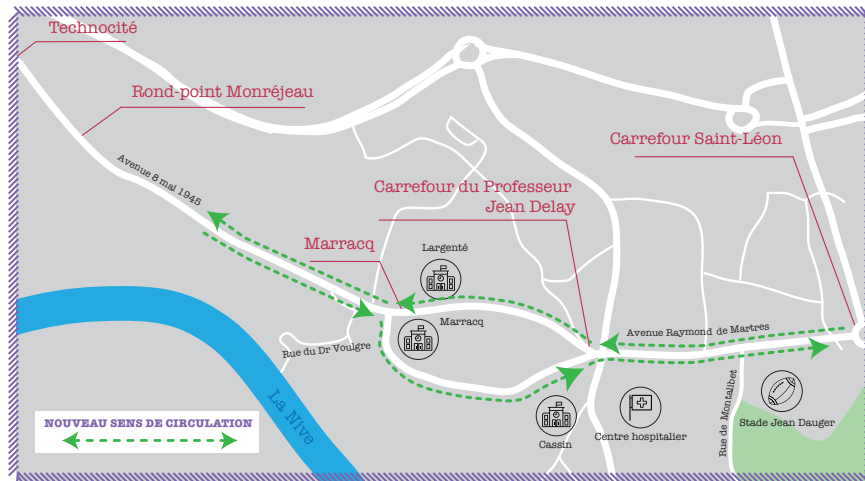 Technocité
Rond-point Monréjeau
Carrefour Saint-Léon
Avenue 8 mai 1945
Carrefour du Professeur
Jean Delay
Marracq
Largenté
Marracq
Avenue Raymond de Martres
Rue du Dr Voulgre
La Nive
Rue de Montalibet
Stade Jean Dauger
Cassin
Centre hospitalier
NOUVEAU SENS DE CIRCULATION